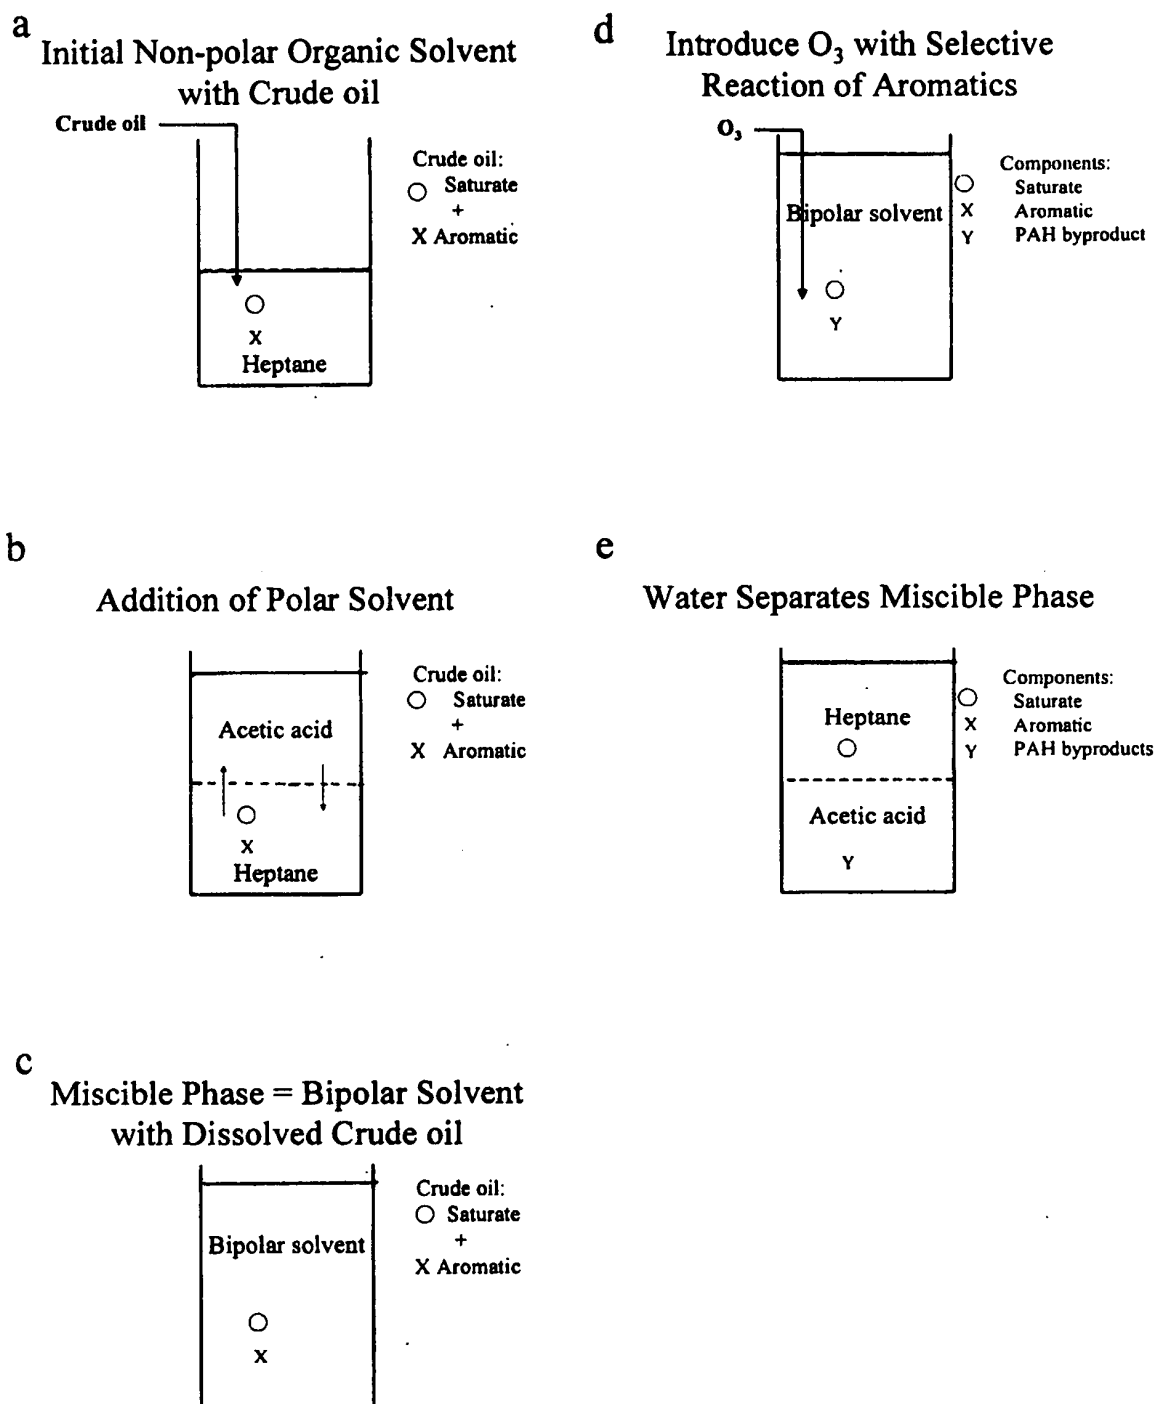 a
Initial Non-polar Organic Solvent
with Crude oil
Crude oil
Crude oil:
Saturate
+
X Aromatic
X
Heptane
b
Addition of Polar Solvent
Crude oil:
Saturate
+
X Aromatic
Acetic acid
X
Heptane
c
Miscible Phase = Bipolar Solvent
with Dissolved Crude oil
Crude oil:
Saturate
+
X Aromatic
Bipolar solvent
X
d
Introduce O₃ with Selective
Reaction of Aromatics
O₃
Components:
Saturate
X Aromatic
Y PAH byproduct
Bipolar solvent
Y
e
Water Separates Miscible Phase
Components:
Saturate
X Aromatic
Y PAH byproducts
Heptane
Acetic acid
Y